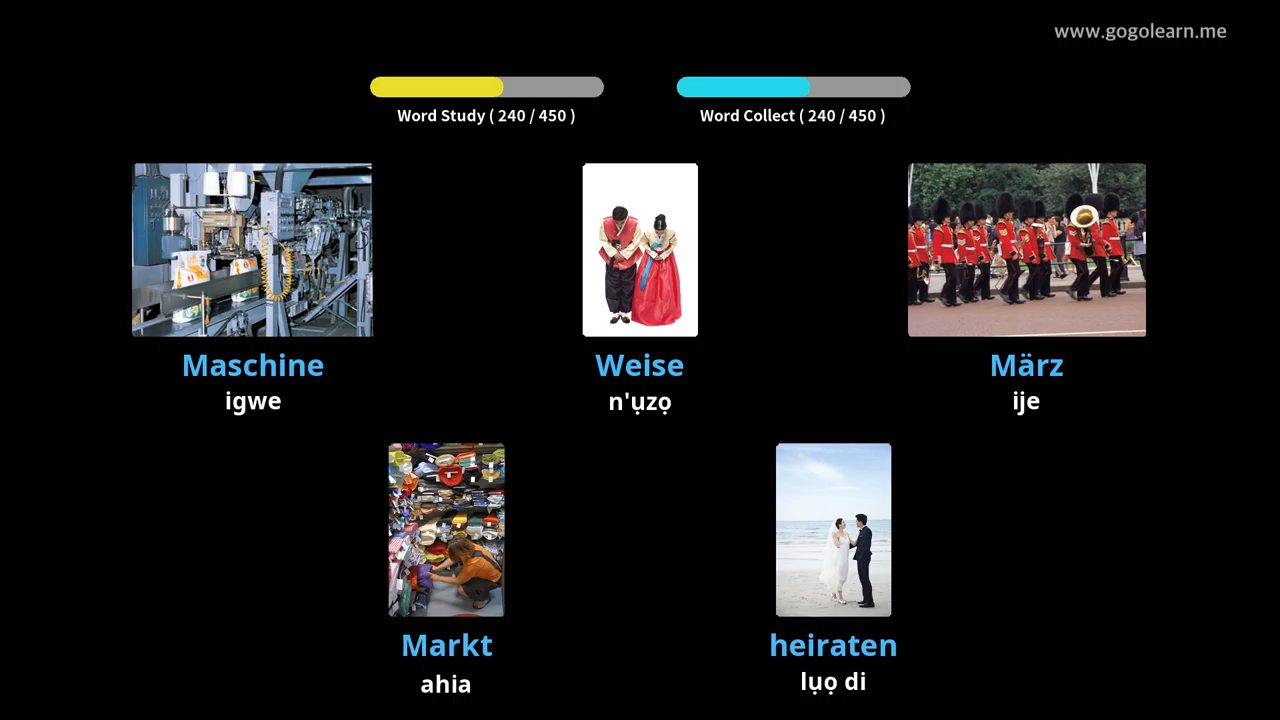 www.gogolearn.me
Word Study ( 240 / 450 )
Word Collect ( 240 / 450 )
Maschine
igwe
Weise
n'ụzọ
März
ije
Markt
ahia
heiraten
lụọ di